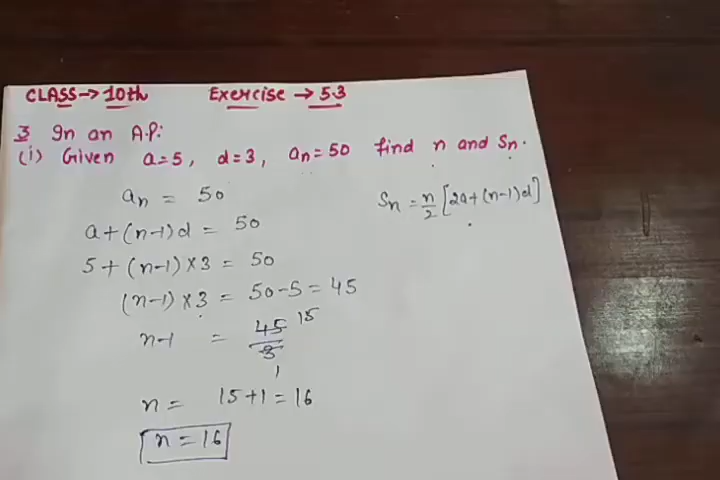 CLASS→10th Exercise → 5.3
3 In an A.P:
(i) Given a=5, d=3, an=50 find n and Sn.
an = 50
Sn = n/2 [2a+(n-1)d]
a+(n-1)d = 50
5+(n-1)×3 = 50
(n-1)×3 = 50-5 = 45
n-1 = 45/3 15
1
n = 15+1=16
n=16